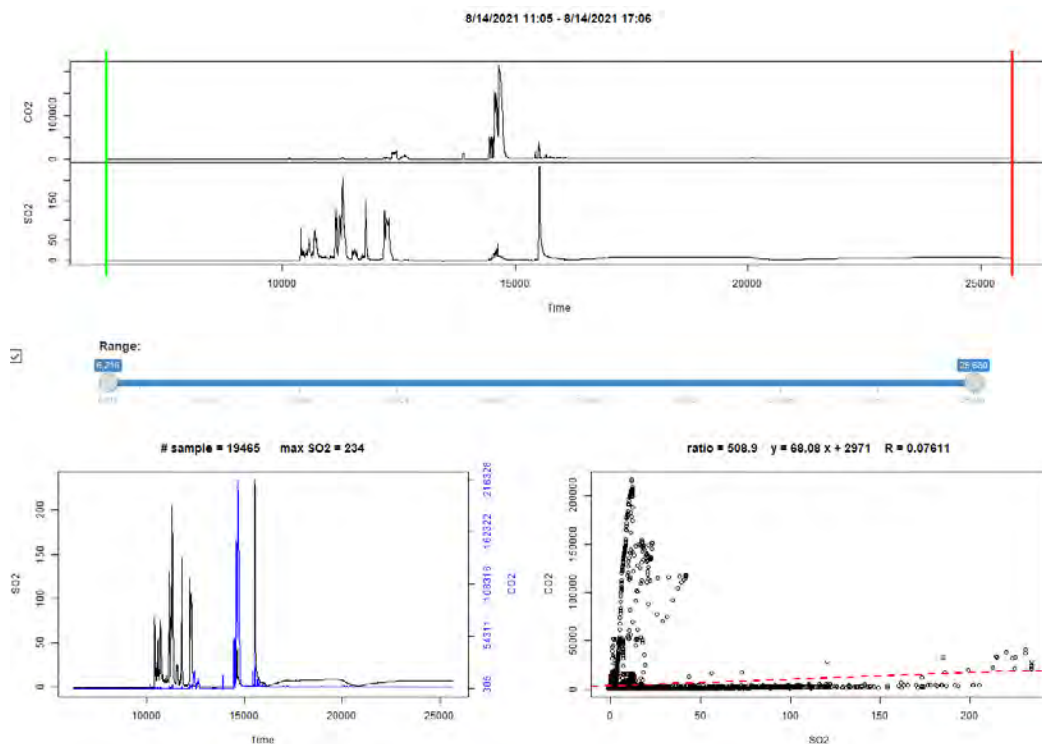 8/14/2021 11:05 - 8/14/2021 17:06
CO2
100000
0
SO2
150
50
0
10000 15000 20000 25000
Time
Range:
# sample = 19465 max SO2 = 234
SO2
200
150
100
50
0
216326
162322
108316
54311
385
CO2
10000 15000 20000 25000
Time
ratio = 508.9 y = 68.08 x + 2971 R = 0.07611
CO2
200000
150000
100000
50000
0
0 50 100 150 200
SO2